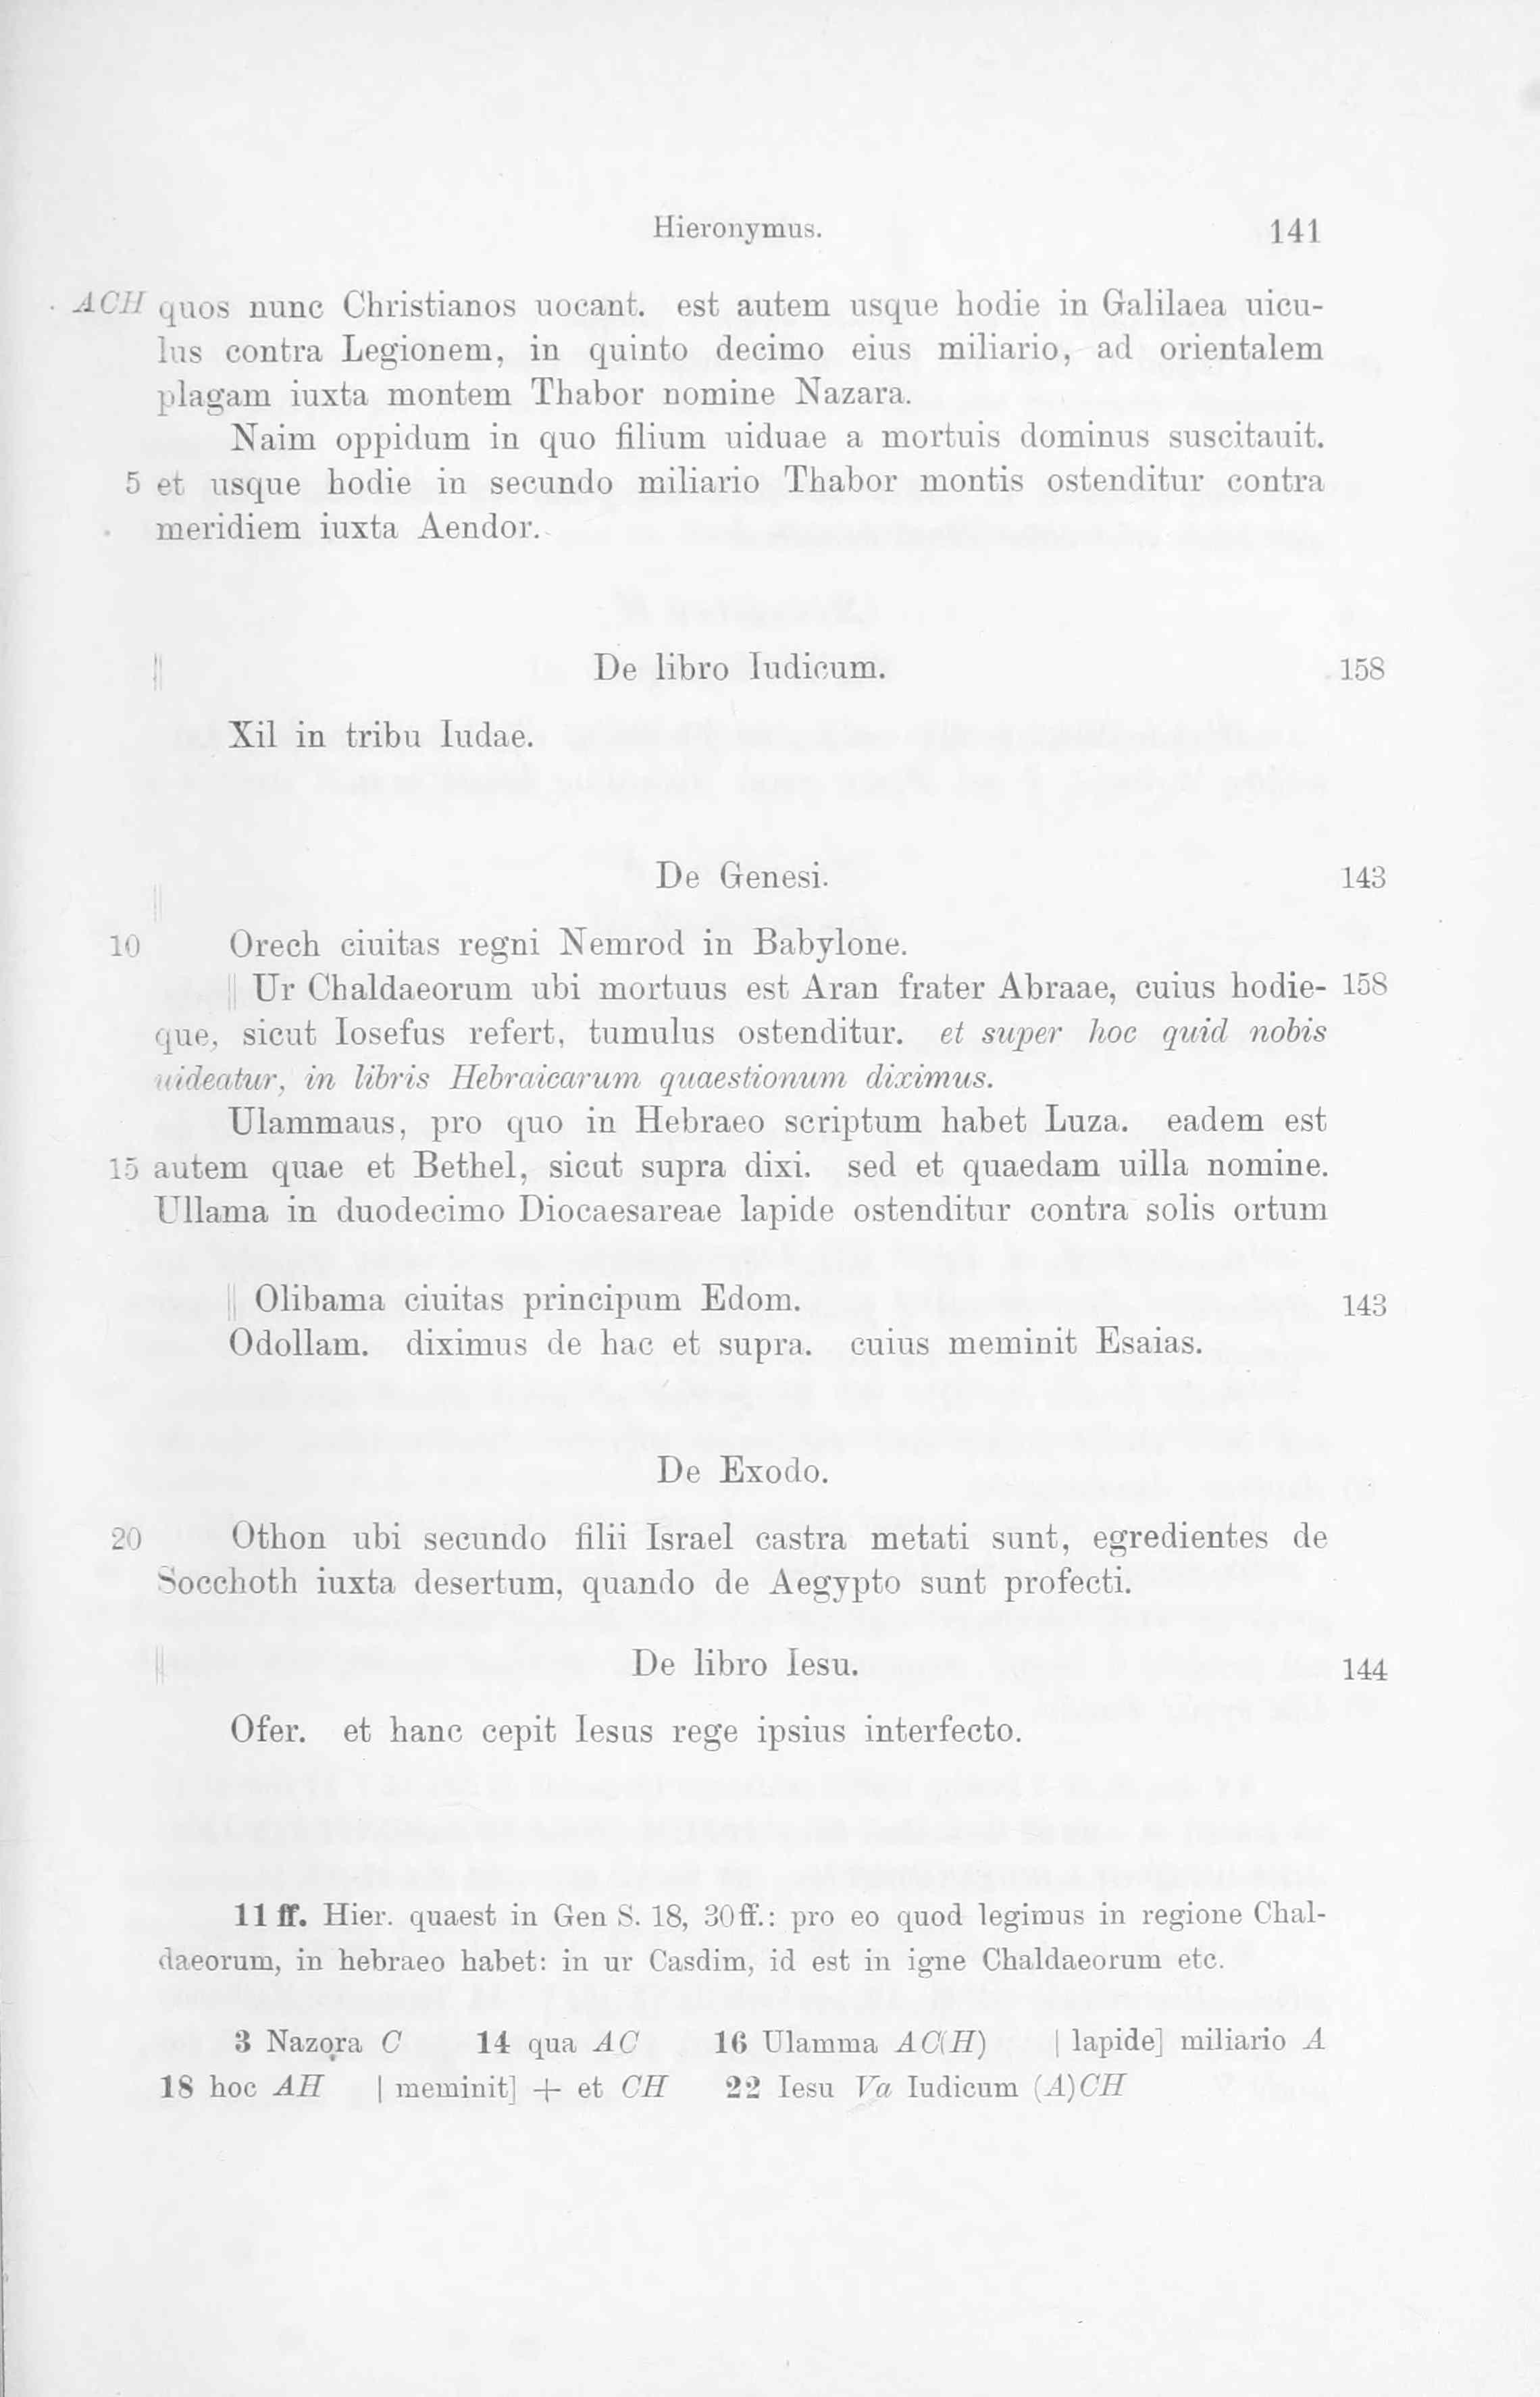 Hieronymus. 141
ACH quos nunc Christianos uocant. est autem usque hodie in Galilaea uicu-
lus contra Legionem, in quinto decimo eius miliario, ad orientalem
plagam iuxta montem Thabor nomine Nazara.
Naim oppidum in quo filium uiduae a mortuis dominus suscitauit.
5 et usque hodie in secundo miliario Thabor montis ostenditur contra
meridiem iuxta Aendor.
|| De libro Iudicum. 158
Xil in tribu Iudae.
|| De Genesi. 143
10 Orech ciuitas regni Nemrod in Babylone.
|| Ur Chaldaeorum ubi mortuus est Aran frater Abraae, cuius hodie- 158
que, sicut Iosefus refert, tumulus ostenditur. et super hoc quid nobis
uideatur, in libris Hebraicarum quaestionum diximus.
Ulammaus, pro quo in Hebraeo scriptum habet Luza. eadem est
15 autem quae et Bethel, sicut supra dixi. sed et quaedam uilla nomine.
Ullama in duodecimo Diocaesareae lapide ostenditur contra solis ortum
|| Olibama ciuitas principum Edom. 143
Odollam. diximus de hac et supra. cuius meminit Esaias.
De Exodo.
20 Othon ubi secundo filii Israel castra metati sunt, egredientes de
Socchoth iuxta desertum, quando de Aegypto sunt profecti.
|| De libro Iesu. 144
Ofer. et hanc cepit Iesus rege ipsius interfecto.
11 ff. Hier. quaest in Gen S. 18, 30 ff.: pro eo quod legimus in regione Chal-
daeorum, in hebraeo habet: in ur Casdim, id est in igne Chaldaeorum etc.
3 Nazọra C 14 qua AC 16 Ulamma AC(H) | lapide] miliario A
18 hoc AH | meminit] + et CH 22 Iesu Va Iudicum (A)CH